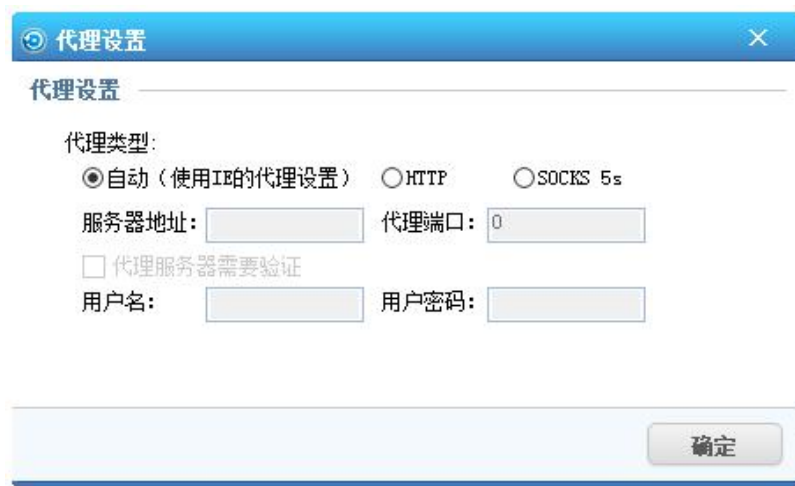 代理设置
代理设置
代理类型:
自动（使用IE的代理设置） HTTP SOCKS 5s
服务器地址: 代理端口: 0
代理服务器需要验证
用户名: 用户密码:
确定